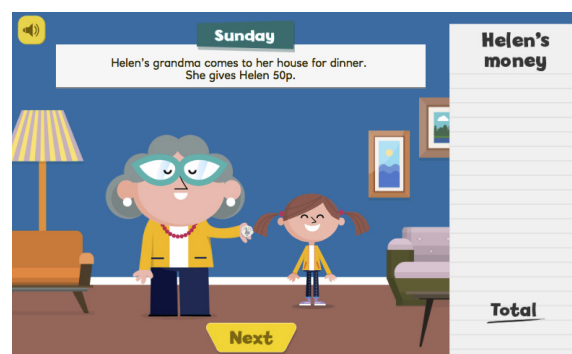 Sunday
Helen's grandma comes to her house for dinner.
She gives Helen 50p.
Helen's
money
Total
Next